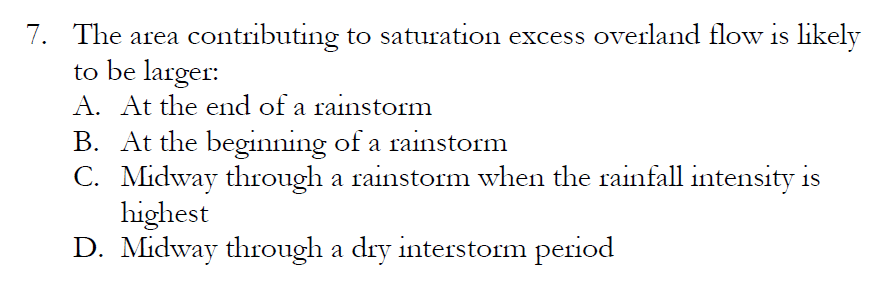 7. The area contributing to saturation excess overland flow is likely
to be larger:
A. At the end of a rainstorm
B. At the beginning of a rainstorm
C. Midway through a rainstorm when the rainfall intensity is
highest
D. Midway through a dry interstorm period